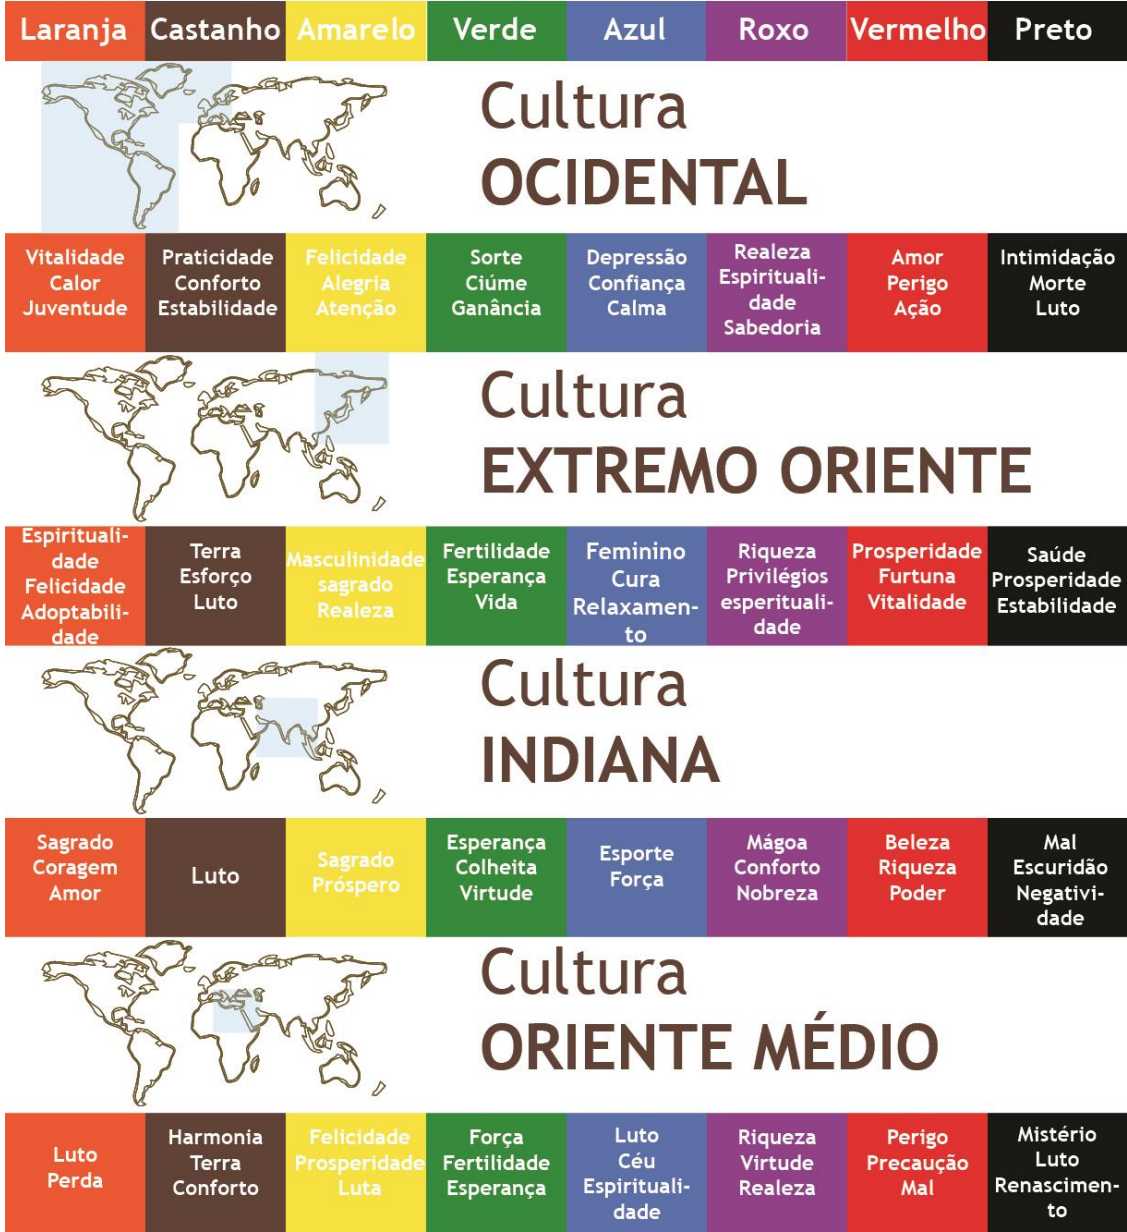 Laranja Castanho Amarelo Verde Azul Roxo Vermelho Preto
Cultura
OCIDENTAL
Vitalidade
Calor
Juventude
Praticidade
Conforto
Estabilidade
Felicidade
Alegria
Atenção
Sorte
Ciúme
Ganância
Depressão
Confiança
Calma
Realeza
Espirituali-
dade
Sabedoria
Amor
Perigo
Ação
Intimidação
Morte
Luto
Cultura
EXTREMO ORIENTE
Espirituali-
dade
Felicidade
Adoptabili-
dade
Terra
Esforço
Luto
Masculinidade
sagrado
Realeza
Fertilidade
Esperança
Vida
Feminino
Cura
Relaxamen-
to
Riqueza
Privilégios
esperituali-
dade
Prosperidade
Furtuna
Vitalidade
Saúde
Prosperidade
Estabilidade
Cultura
INDIANA
Sagrado
Coragem
Amor
Luto
Sagrado
Próspero
Esperança
Colheita
Virtude
Esporte
Força
Mágoa
Conforto
Nobreza
Beleza
Riqueza
Poder
Mal
Escuridão
Negativi-
dade
Cultura
ORIENTE MÉDIO
Luto
Perda
Harmonia
Terra
Conforto
Felicidade
Prosperidade
Luta
Força
Fertilidade
Esperança
Luto
Céu
Espirituali-
dade
Riqueza
Virtude
Realeza
Perigo
Precaução
Mal
Mistério
Luto
Renascimen-
to